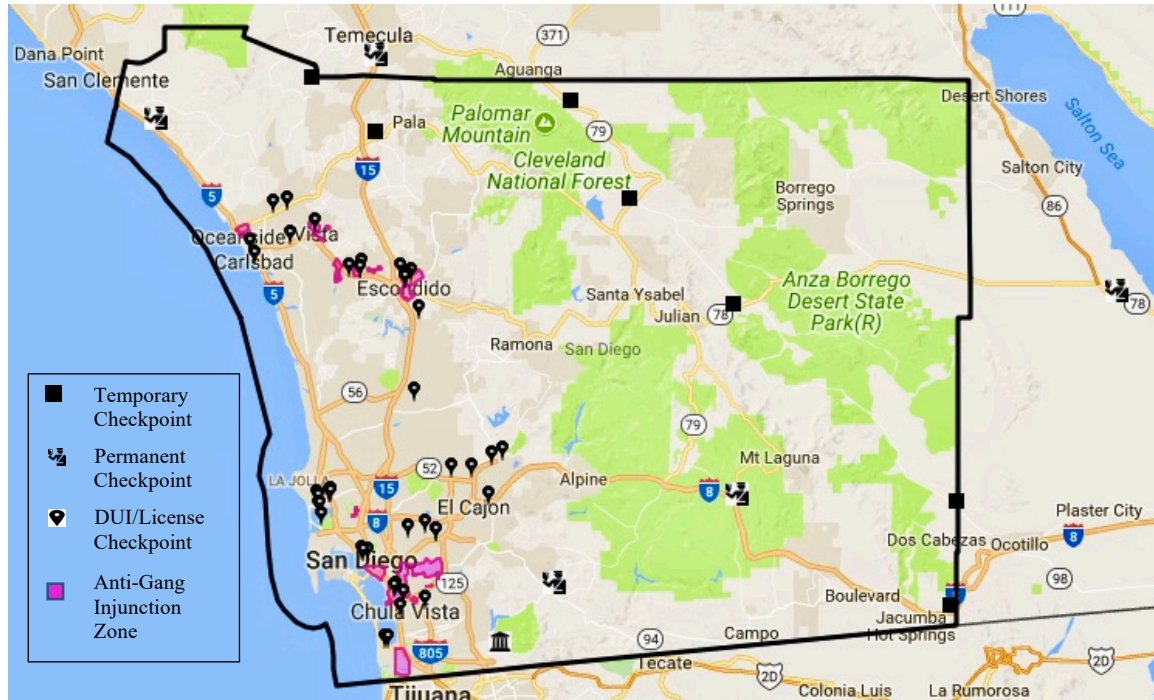 111
Temecula
371
Dana Point
Aguanga
San Clemente
Desert Shores
Palomar
Mountain
Pala
79
Salton Sea
Cleveland
National Forest
15
Salton City
Borrego
Springs
5
86
Oceanside
Vista
Carlsbad
Escondido
5
Anza Borrego
Desert State
Park(R)
Santa Ysabel
Julian
78
78
Ramona
San Diego
56
79
Temporary
Checkpoint
Permanent
Checkpoint
DUI/License
Checkpoint
Anti-Gang
Injunction
Zone
Mt Laguna
52
LA JOLLA
Alpine
15
8
El Cajon
8
Plaster City
8
Dos Cabezas
Ocotillo
San Diego
125
98
Chula Vista
Boulevard
Jacumba
Hot Springs
94
Campo
805
Tecate
2D
2D
Tijuana
Colonia Luis
La Rumorosa